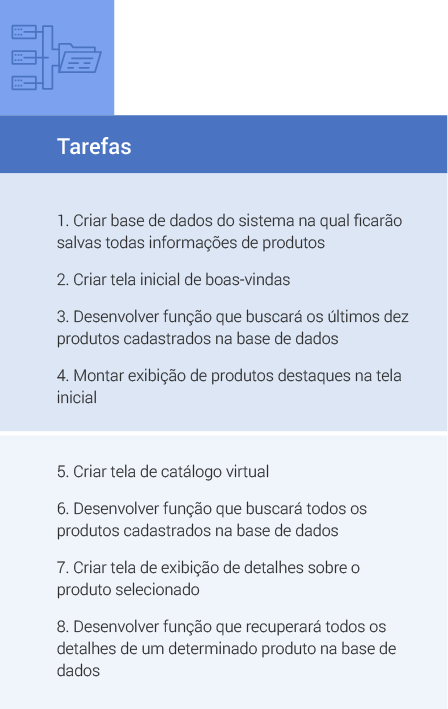 Tarefas
1. Criar base de dados do sistema na qual ficarão
salvas todas informações de produtos
2. Criar tela inicial de boas-vindas
3. Desenvolver função que buscará os últimos dez
produtos cadastrados na base de dados
4. Montar exibição de produtos destaques na tela
inicial
5. Criar tela de catálogo virtual
6. Desenvolver função que buscará todos os
produtos cadastrados na base de dados
7. Criar tela de exibição de detalhes sobre o
produto selecionado
8. Desenvolver função que recuperará todos os
detalhes de um determinado produto na base de
dados